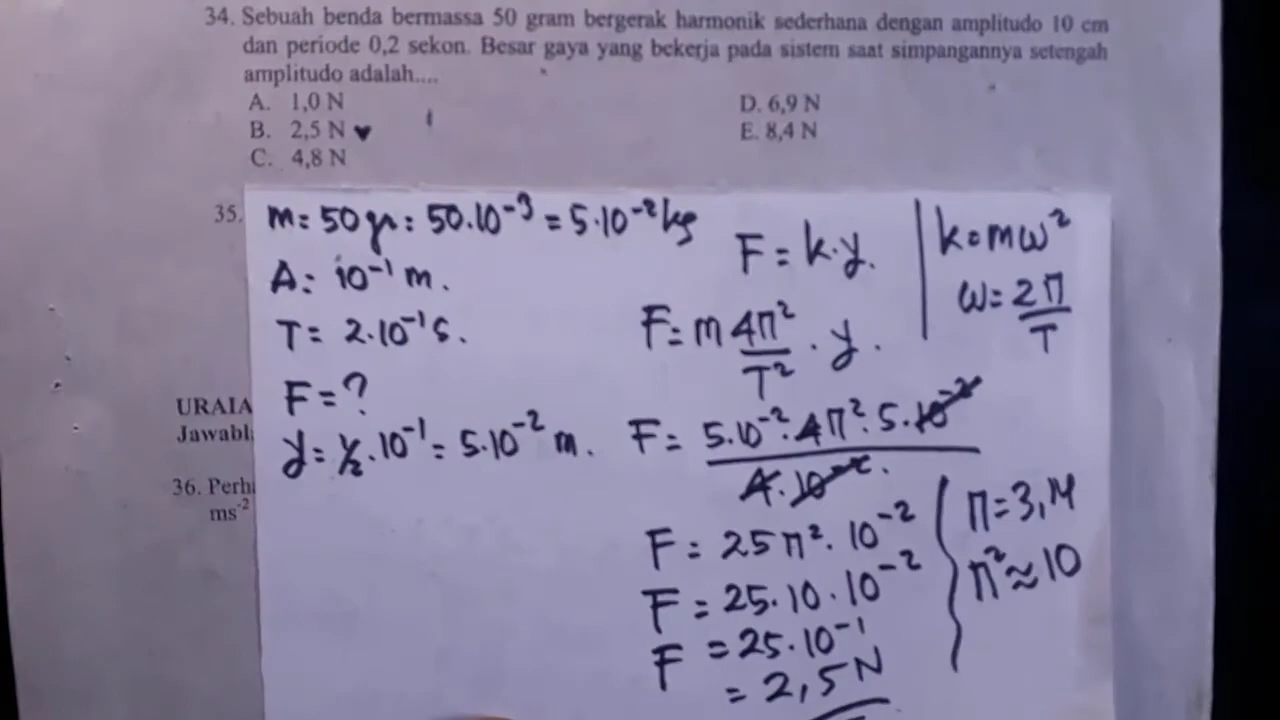 34. Sebuah benda bermassa 50 gram bergerak harmonik sederhana dengan amplitudo 10 cm
dan periode 0,2 sekon. Besar gaya yang bekerja pada sistem saat simpangannya setengah
amplitudo adalah....
A. 1,0 N
B. 2,5 N ♥
C. 4,8 N
D. 6,9 N
E. 8,4 N
35.
m = 50 gr = 50.10⁻³ = 5.10⁻² kg
A = 10⁻¹ m.
T = 2.10⁻¹ s.
F = ?
y = ½.10⁻¹ = 5.10⁻² m.
F = k.y.
k = mω²
ω = 2π/T
F = m 4π²/T² . y.
F = 5.10⁻².4π².5.10⁻² / 4.10⁻².
F = 25π².10⁻²
F = 25.10.10⁻²
F = 25.10⁻¹
= 2,5 N
π = 3,14
π² ≈ 10
URAIA
Jawabl
36. Perha
ms⁻²